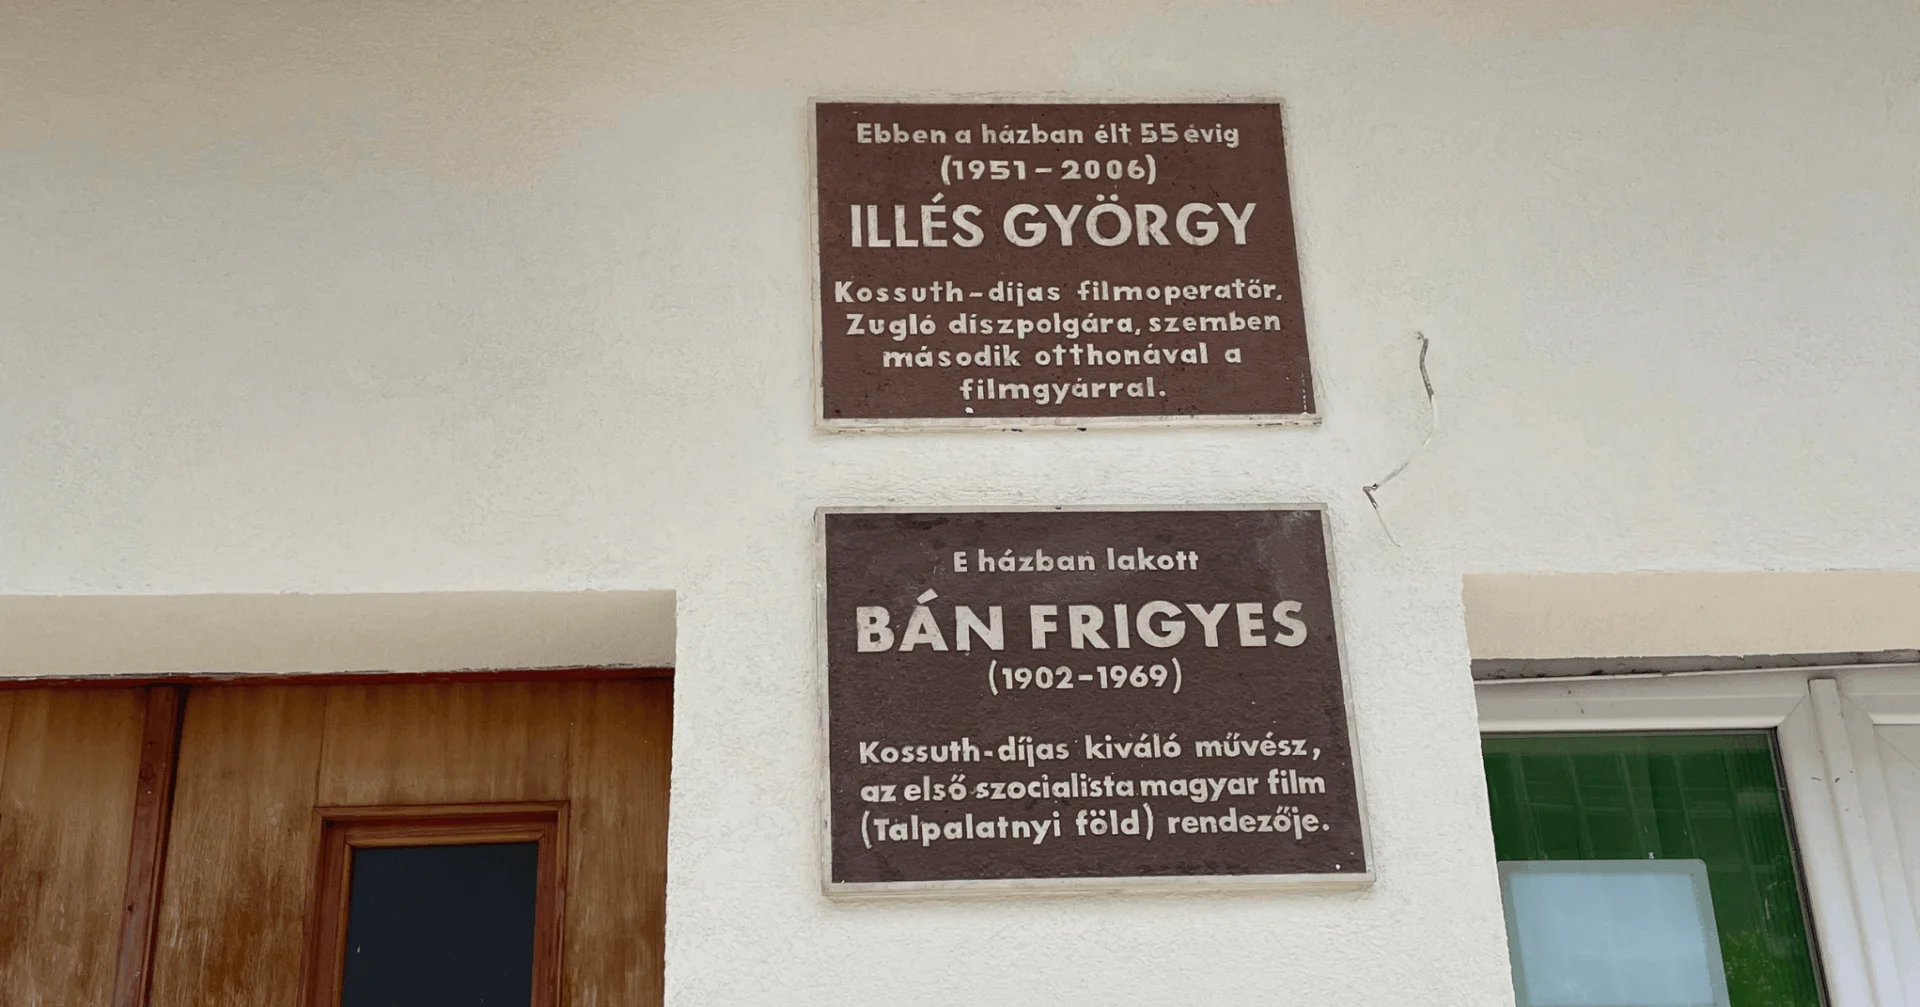 Ebben a házban élt 55 évig
(1951-2006)
ILLÉS GYÖRGY
Kossuth-díjas filmoperatőr,
Zugló díszpolgára, szemben
második otthonával a
filmgyárral.
E házban lakott
BÁN FRIGYES
(1902-1969)
Kossuth-díjas kiváló művész,
az első szocialista magyar film
(Talpalatnyi föld) rendezője.